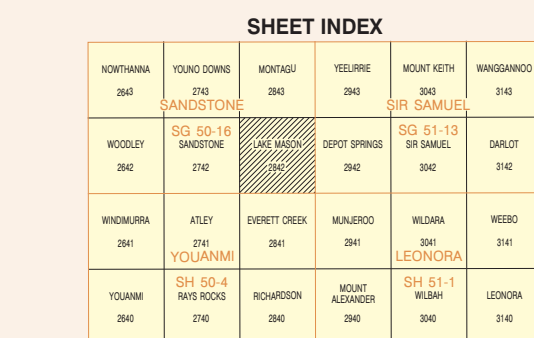 SHEET INDEX
NOWTHANNA YOUNO DOWNS MONTAGU YEELIRRIE MOUNT KEITH WANGGANNOO
2643 2743 2843 2943 3043 3143
SANDSTONE SIR SAMUEL
SG 50-16 SG 51-13
WOODLEY SANDSTONE LAKE MASON DEPOT SPRINGS SIR SAMUEL DARLOT
2642 2742 2842 2942 3042 3142
WINDIMURRA ATLEY EVERETT CREEK MUNJEROO WILDARA WEEBO
2641 2741 2841 2941 3041 3141
YOUANMI LEONORA
SH 50-4 SH 51-1
YOUANMI RAYS ROCKS RICHARDSON MOUNT ALEXANDER WILBAH LEONORA
2640 2740 2840 2940 3040 3140